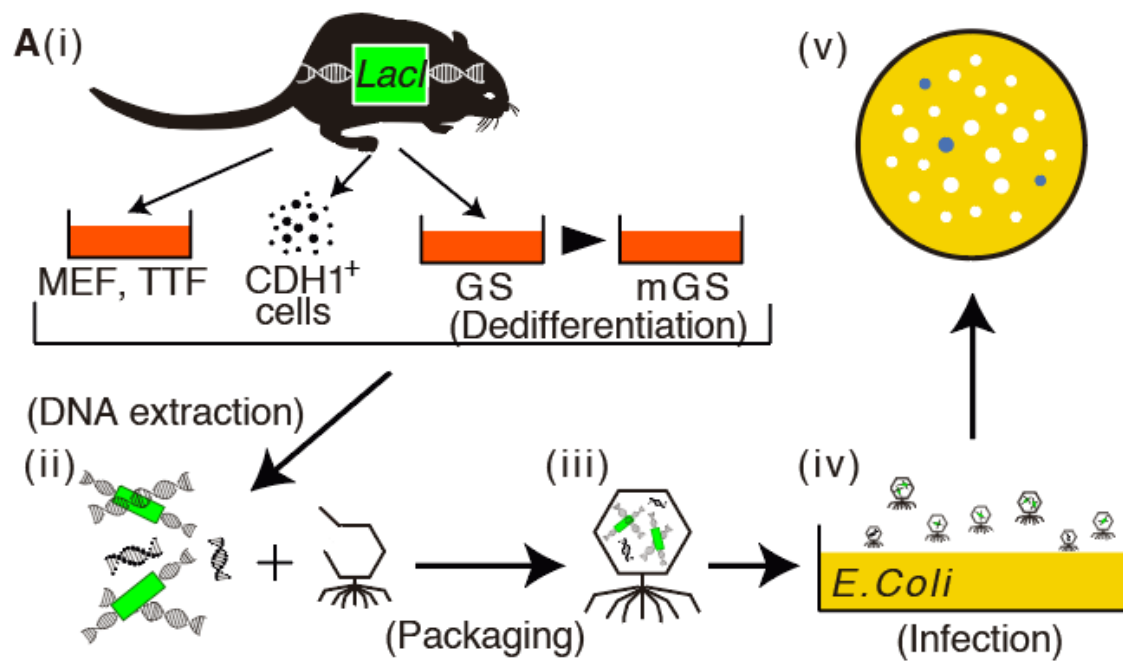 A(i)
LacI
(v)
MEF, TTF
CDH1+
cells
GS
mGS
(Dedifferentiation)
(DNA extraction)
(ii)
+
(Packaging)
(iii)
(iv)
E.Coli
(Infection)